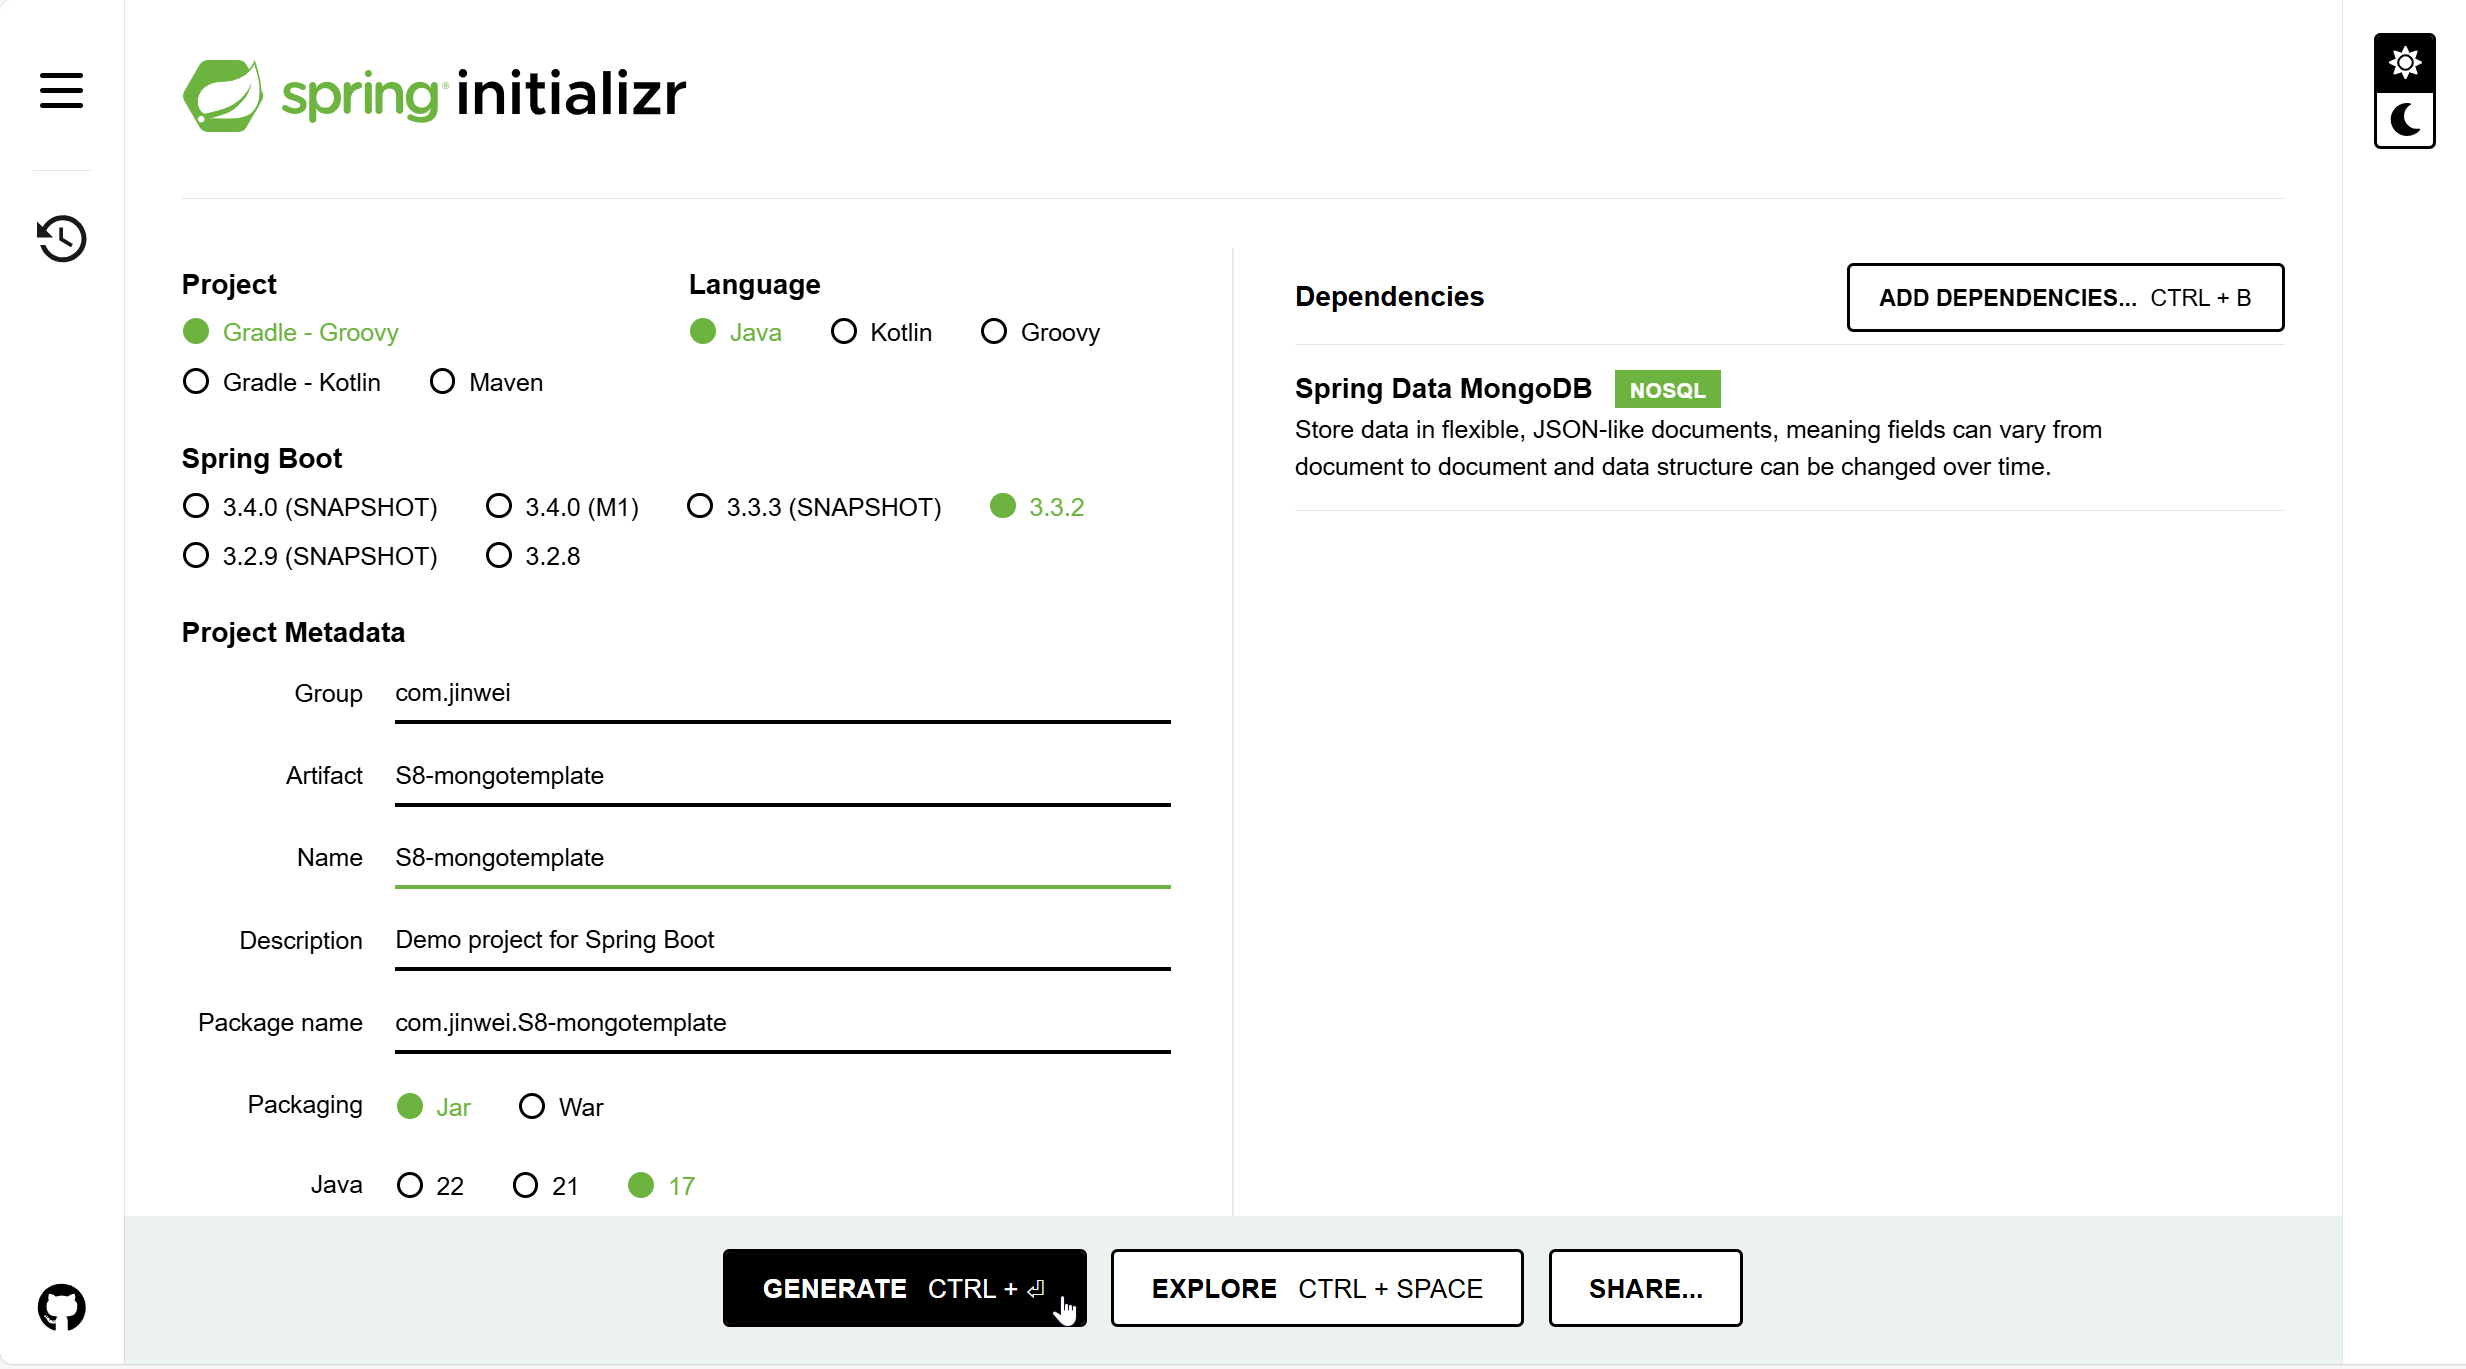 spring initializr
Project
Gradle - Groovy
Gradle - Kotlin Maven
Language
Java Kotlin Groovy
Spring Boot
3.4.0 (SNAPSHOT) 3.4.0 (M1) 3.3.3 (SNAPSHOT) 3.3.2
3.2.9 (SNAPSHOT) 3.2.8
Project Metadata
Group com.jinwei
Artifact S8-mongotemplate
Name S8-mongotemplate
Description Demo project for Spring Boot
Package name com.jinwei.S8-mongotemplate
Packaging Jar War
Java 22 21 17
Dependencies ADD DEPENDENCIES... CTRL + B
Spring Data MongoDB NOSQL
Store data in flexible, JSON-like documents, meaning fields can vary from
document to document and data structure can be changed over time.
GENERATE CTRL + ⏎ EXPLORE CTRL + SPACE SHARE...